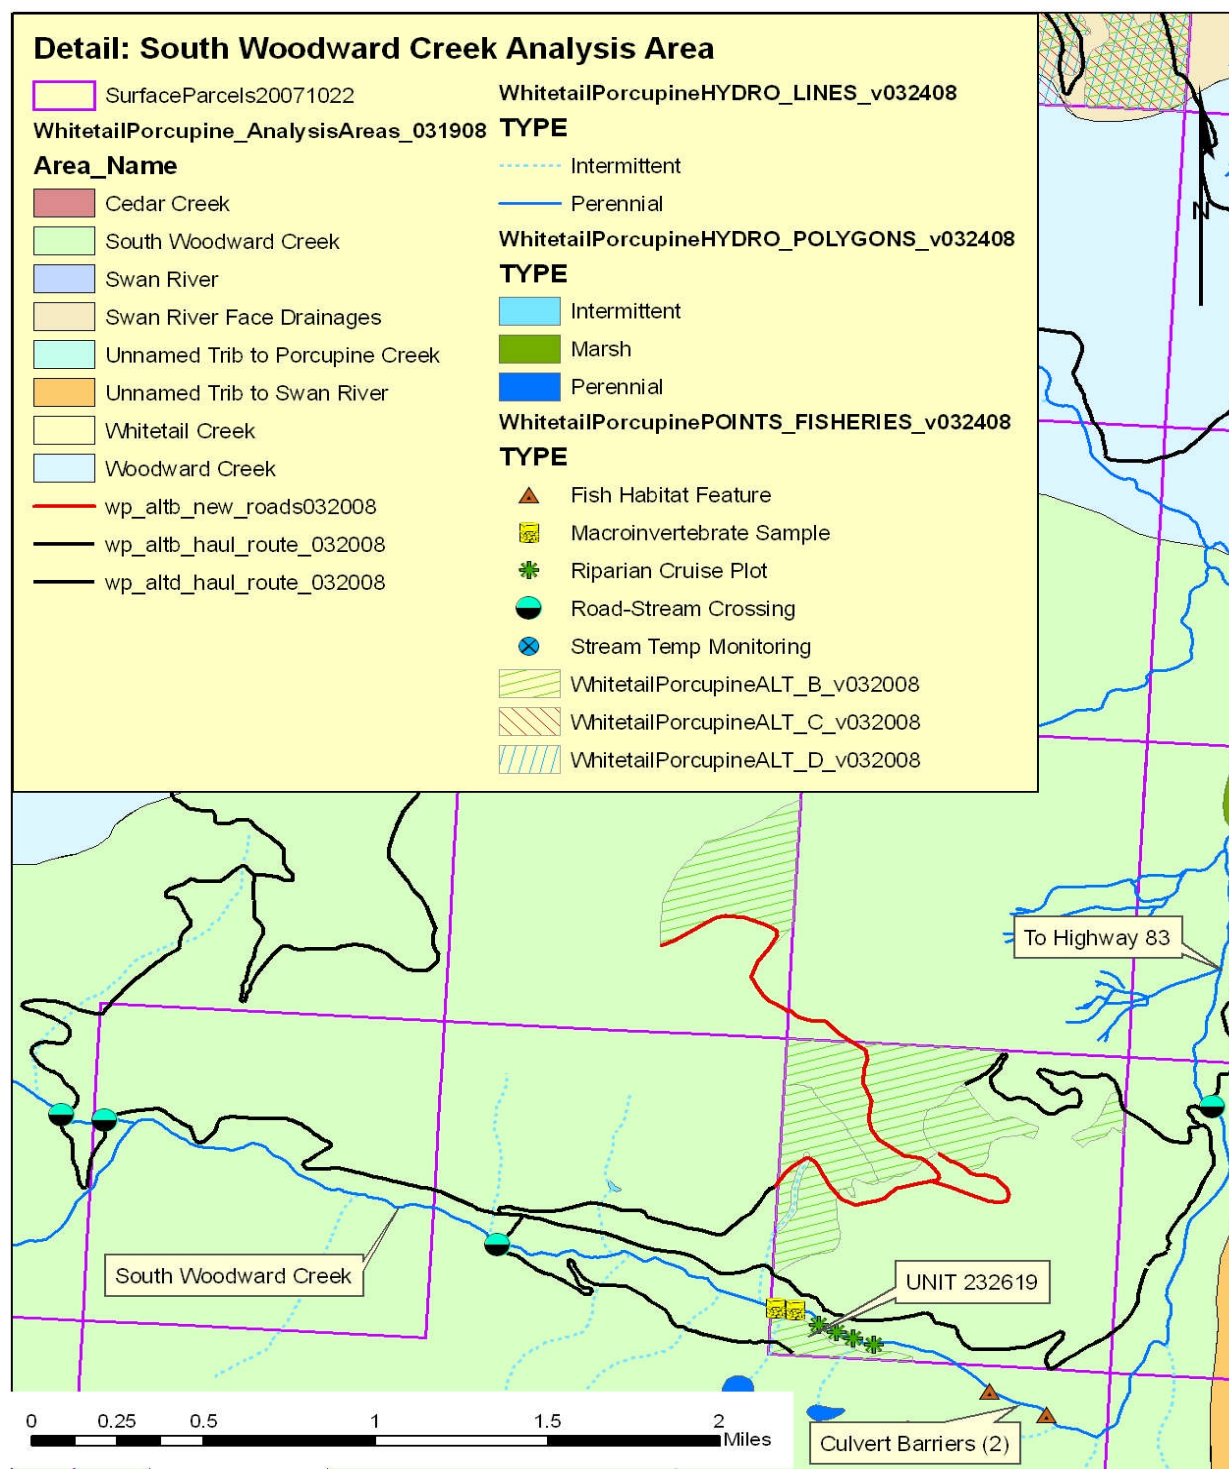 Detail: South Woodward Creek Analysis Area
SurfaceParcels20071022
WhitetailPorcupine_AnalysisAreas_031908
Area_Name
Cedar Creek
South Woodward Creek
Swan River
Swan River Face Drainages
Unnamed Trib to Porcupine Creek
Unnamed Trib to Swan River
Whitetail Creek
Woodward Creek
wp_altb_new_roads032008
wp_altb_haul_route_032008
wp_altd_haul_route_032008
WhitetailPorcupineHYDRO_LINES_v032408
TYPE
Intermittent
Perennial
WhitetailPorcupineHYDRO_POLYGONS_v032408
TYPE
Intermittent
Marsh
Perennial
WhitetailPorcupinePOINTS_FISHERIES_v032408
TYPE
Fish Habitat Feature
Macroinvertebrate Sample
Riparian Cruise Plot
Road-Stream Crossing
Stream Temp Monitoring
WhitetailPorcupineALT_B_v032008
WhitetailPorcupineALT_C_v032008
WhitetailPorcupineALT_D_v032008
N
To Highway 83
South Woodward Creek
UNIT 232619
Culvert Barriers (2)
0 0.25 0.5 1 1.5 2
Miles